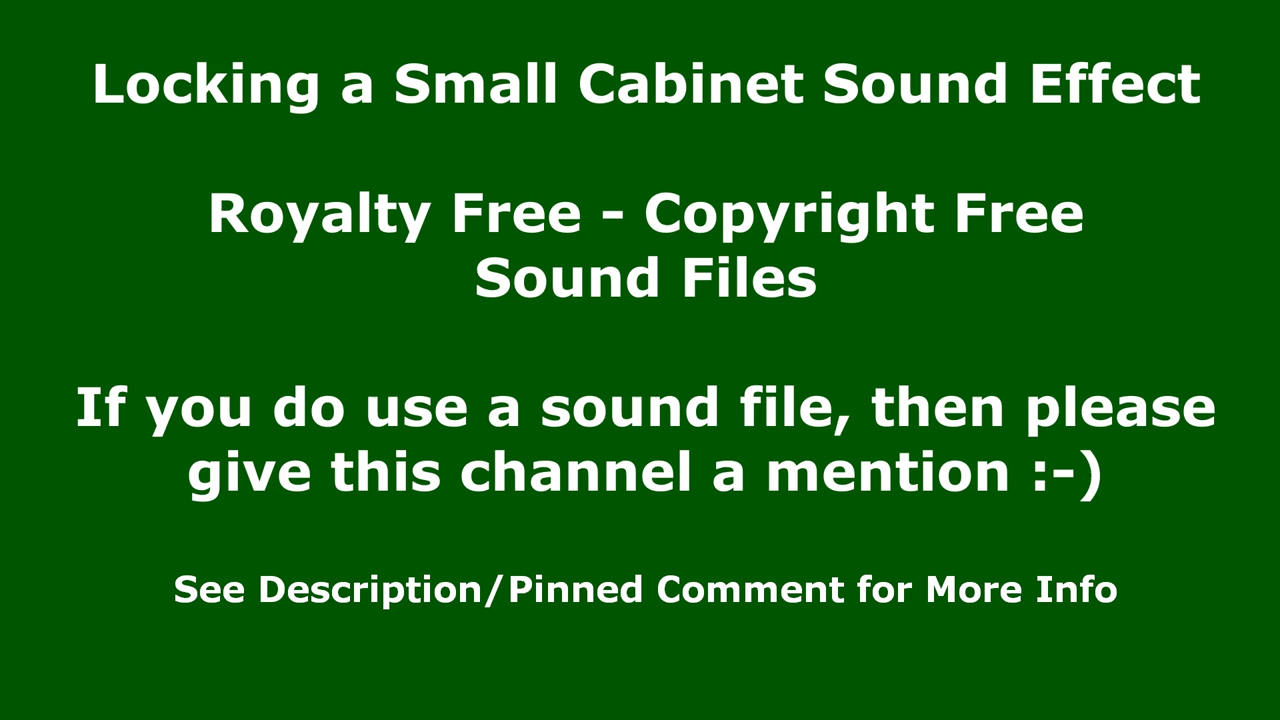 Locking a Small Cabinet Sound Effect
Royalty Free - Copyright Free
Sound Files
If you do use a sound file, then please
give this channel a mention :-)
See Description/Pinned Comment for More Info